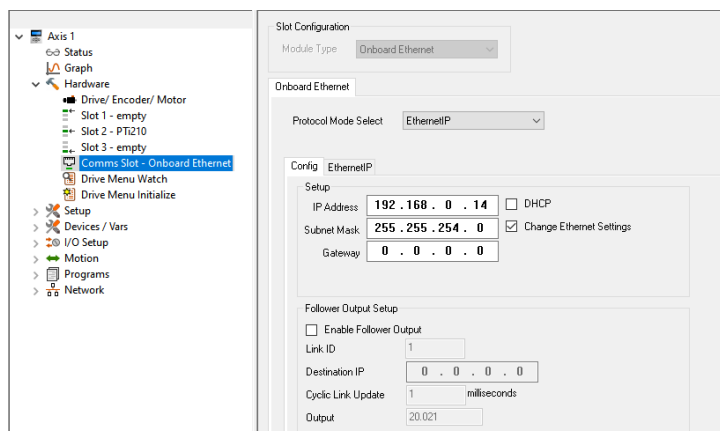 Axis 1
Status
Graph
Hardware
Drive/ Encoder/ Motor
Slot 1 - empty
Slot 2 - PTi210
Slot 3 - empty
Comms Slot - Onboard Ethernet
Drive Menu Watch
Drive Menu Initialize
Setup
Devices / Vars
I/O Setup
Motion
Programs
Network
Slot Configuration
Module Type Onboard Ethernet
Onboard Ethernet
Protocol Mode Select EthernetIP
Config EthernetIP
Setup
IP Address 192 . 168 . 0 . 14 DHCP
Subnet Mask 255 . 255 . 254 . 0 Change Ethernet Settings
Gateway 0 . 0 . 0 . 0
Follower Output Setup
Enable Follower Output
Link ID 1
Destination IP 0 . 0 . 0 . 0
Cyclic Link Update 1 milliseconds
Output 20.021